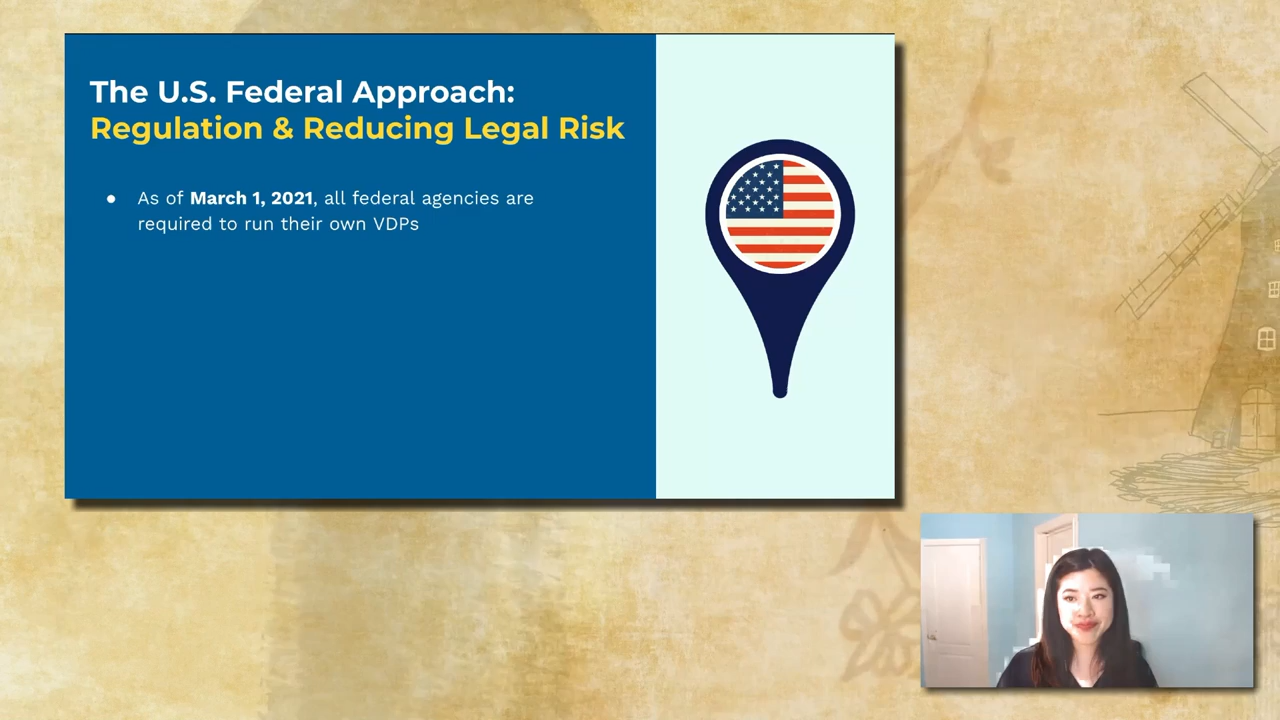 The U.S. Federal Approach:
Regulation & Reducing Legal Risk
● As of March 1, 2021, all federal agencies are
required to run their own VDPs